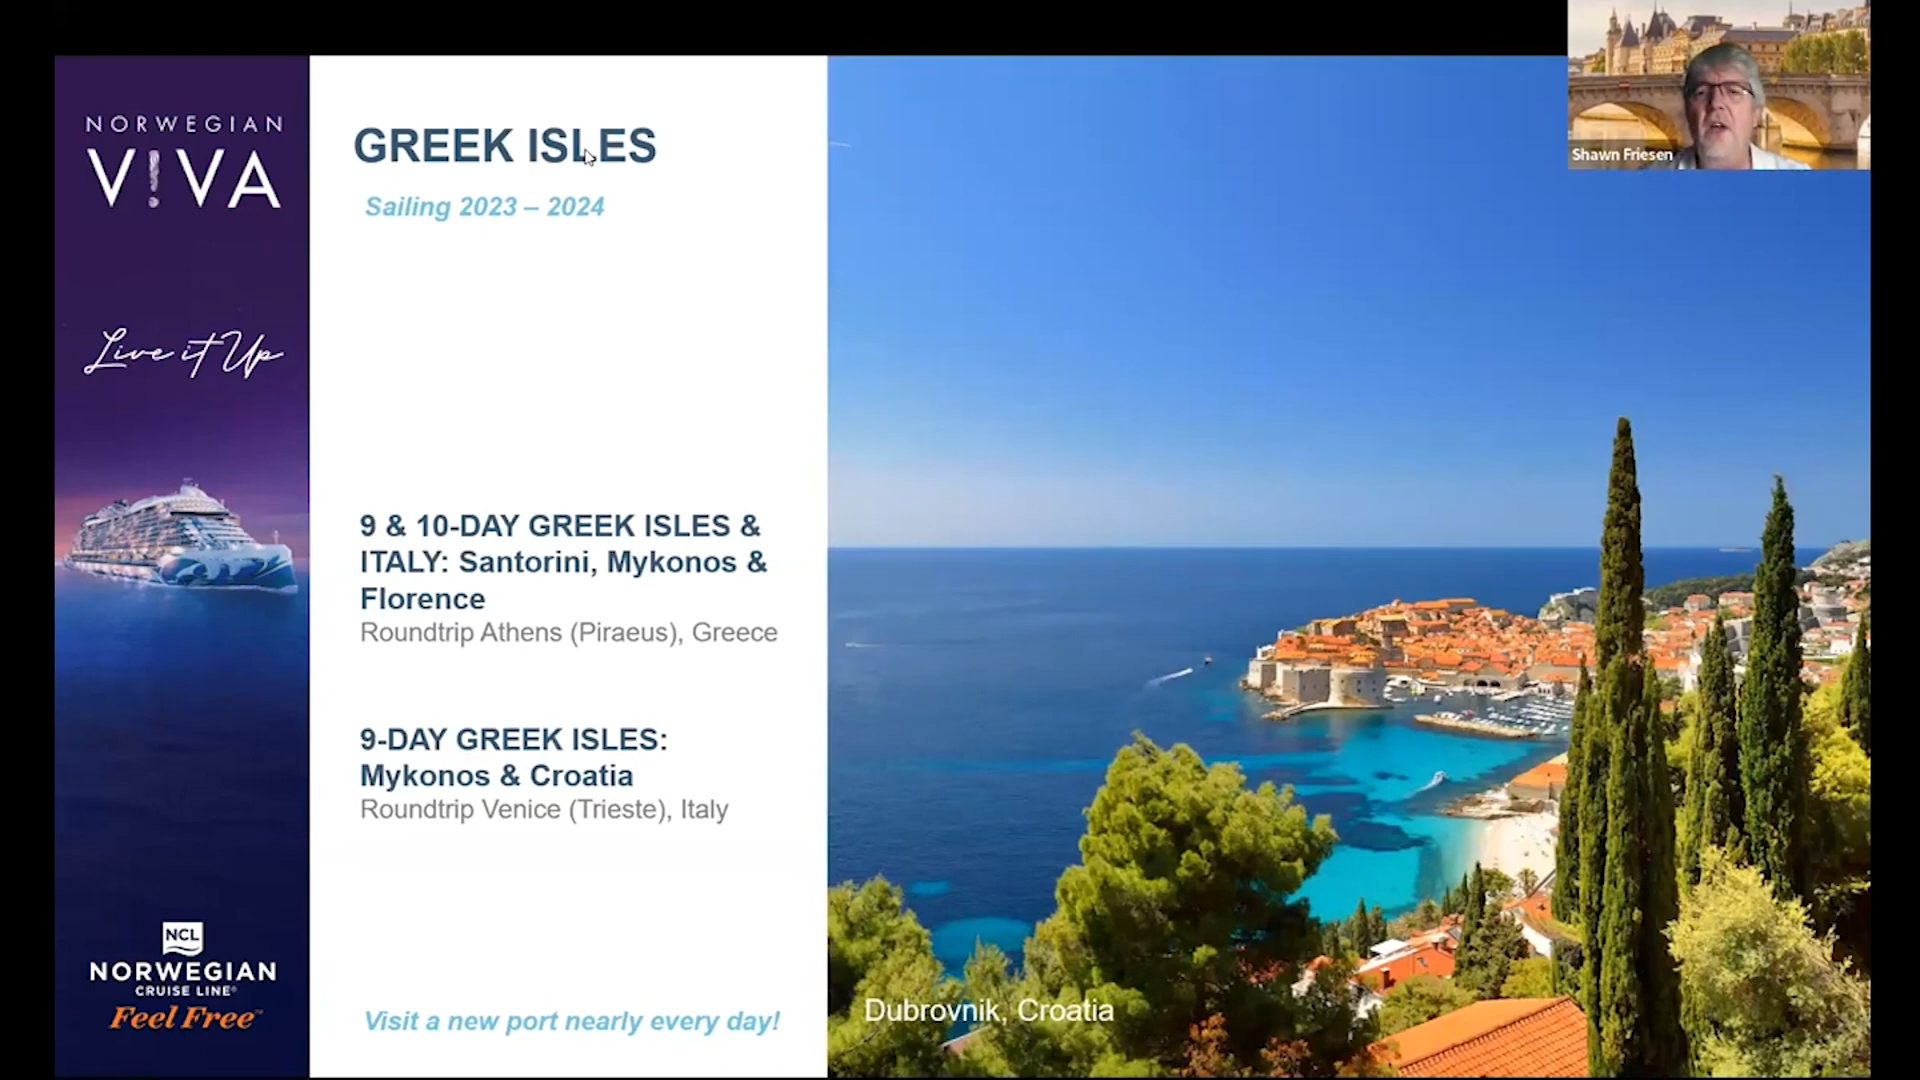 NORWEGIAN
V!VA
Live it Up
NCL
NORWEGIAN
CRUISE LINE®
Feel Free™
GREEK ISLES
Sailing 2023 – 2024
9 & 10-DAY GREEK ISLES &
ITALY: Santorini, Mykonos &
Florence
Roundtrip Athens (Piraeus), Greece
9-DAY GREEK ISLES:
Mykonos & Croatia
Roundtrip Venice (Trieste), Italy
Visit a new port nearly every day!
Dubrovnik, Croatia
Shawn Friesen